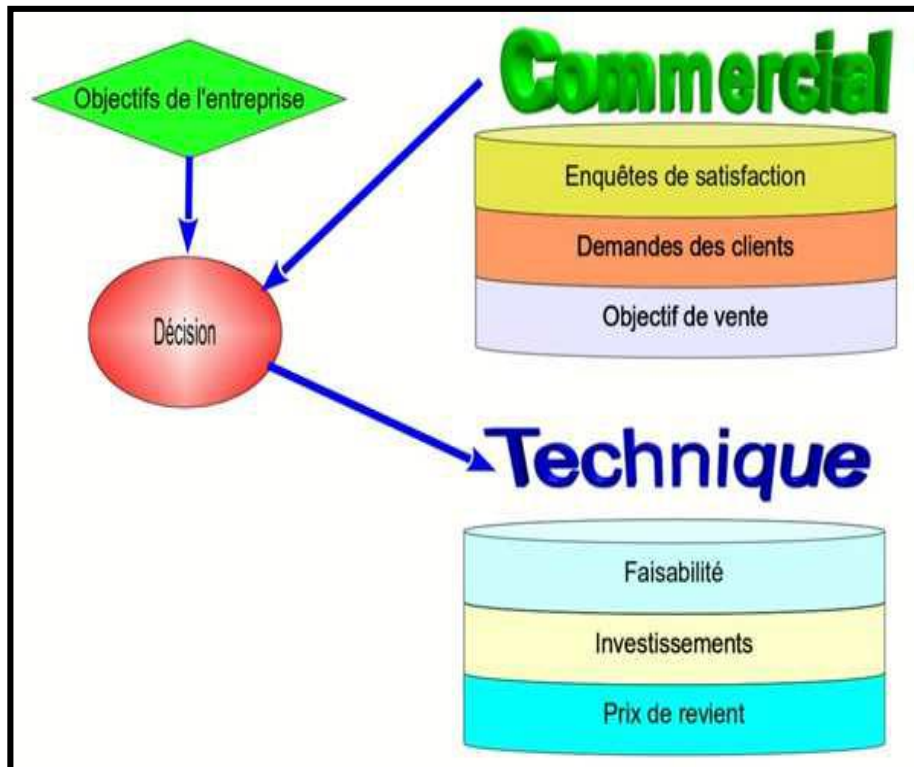 Commercial
Objectifs de l'entreprise
Enquêtes de satisfaction
Demandes des clients
Objectif de vente
Décision
Technique
Faisabilité
Investissements
Prix de revient